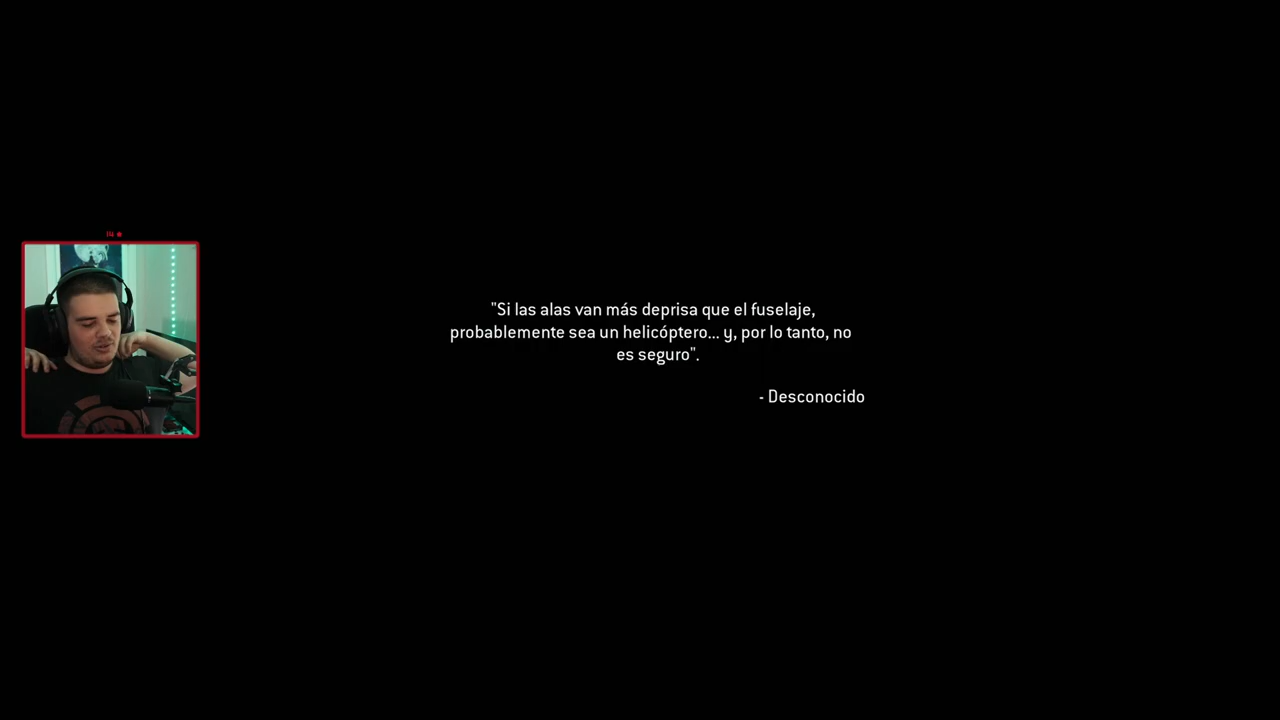 14
"Si las alas van más deprisa que el fuselaje,
probablemente sea un helicóptero... y, por lo tanto, no
es seguro".
- Desconocido